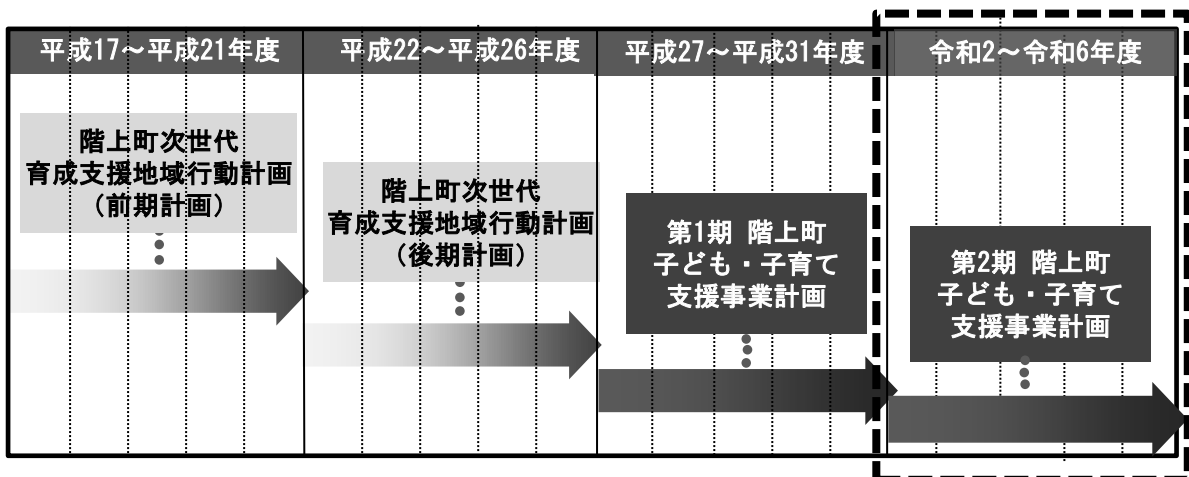 平成17～平成21年度
平成22～平成26年度
平成27～平成31年度
令和2～令和6年度
階上町次世代
育成支援地域行動計画
（前期計画）
階上町次世代
育成支援地域行動計画
（後期計画）
第1期 階上町
子ども・子育て
支援事業計画
第2期 階上町
子ども・子育て
支援事業計画